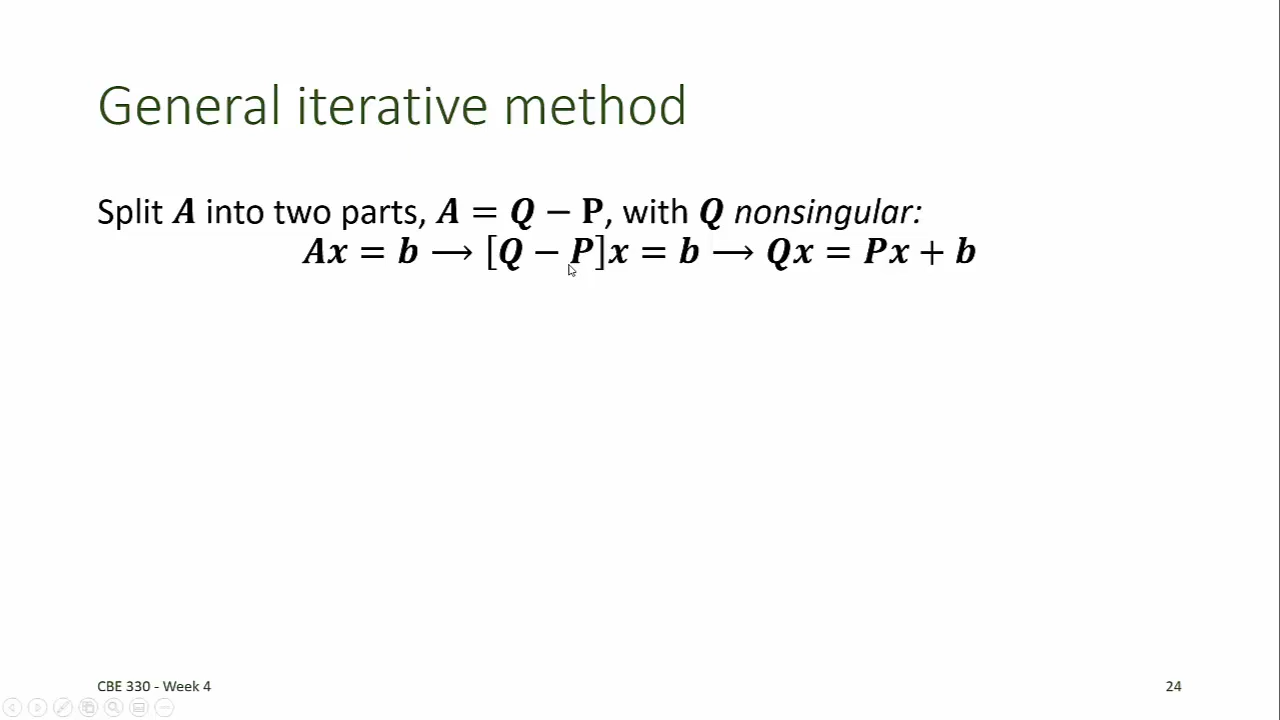 General iterative method
Split A into two parts, A = Q − P, with Q nonsingular:
Ax = b ⟶ [Q − P]x = b ⟶ Qx = Px + b
CBE 330 - Week 4
24